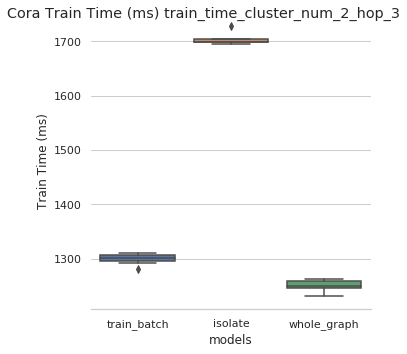 Cora Train Time (ms) train_time_cluster_num_2_hop_3
1700
1600
1500
1400
1300
Train Time (ms)
train_batch isolate whole_graph
models